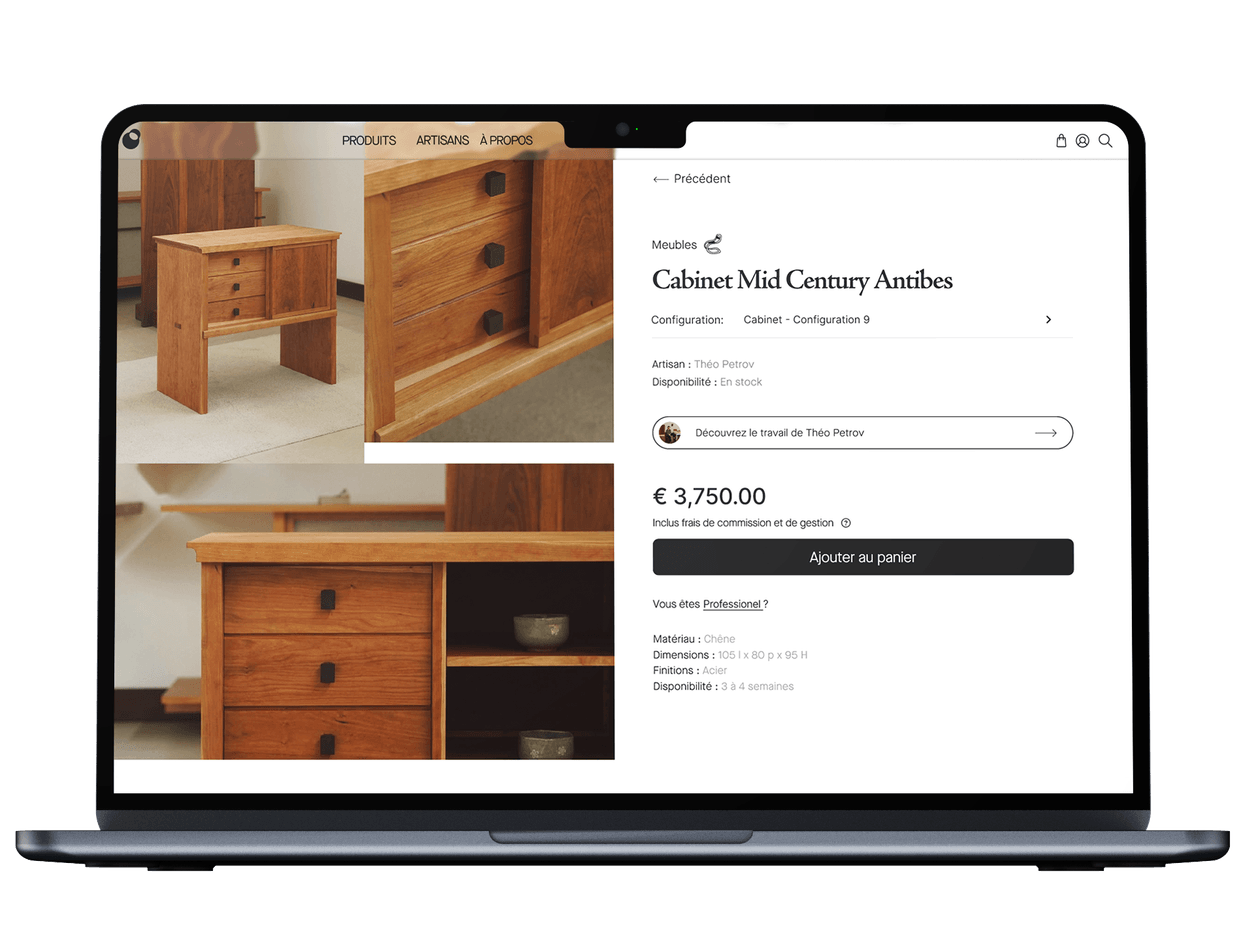 PRODUITS ARTISANS À PROPOS
Précédent
Meubles
Cabinet Mid Century Antibes
Configuration: Cabinet - Configuration 9
Artisan : Théo Petrov
Disponibilité : En stock
Découvrez le travail de Théo Petrov
€ 3,750.00
Inclus frais de commission et de gestion ?
Ajouter au panier
Vous êtes Professionel ?
Matériau : Chêne
Dimensions : 105 l x 80 p x 95 H
Finitions : Acier
Disponibilité : 3 à 4 semaines